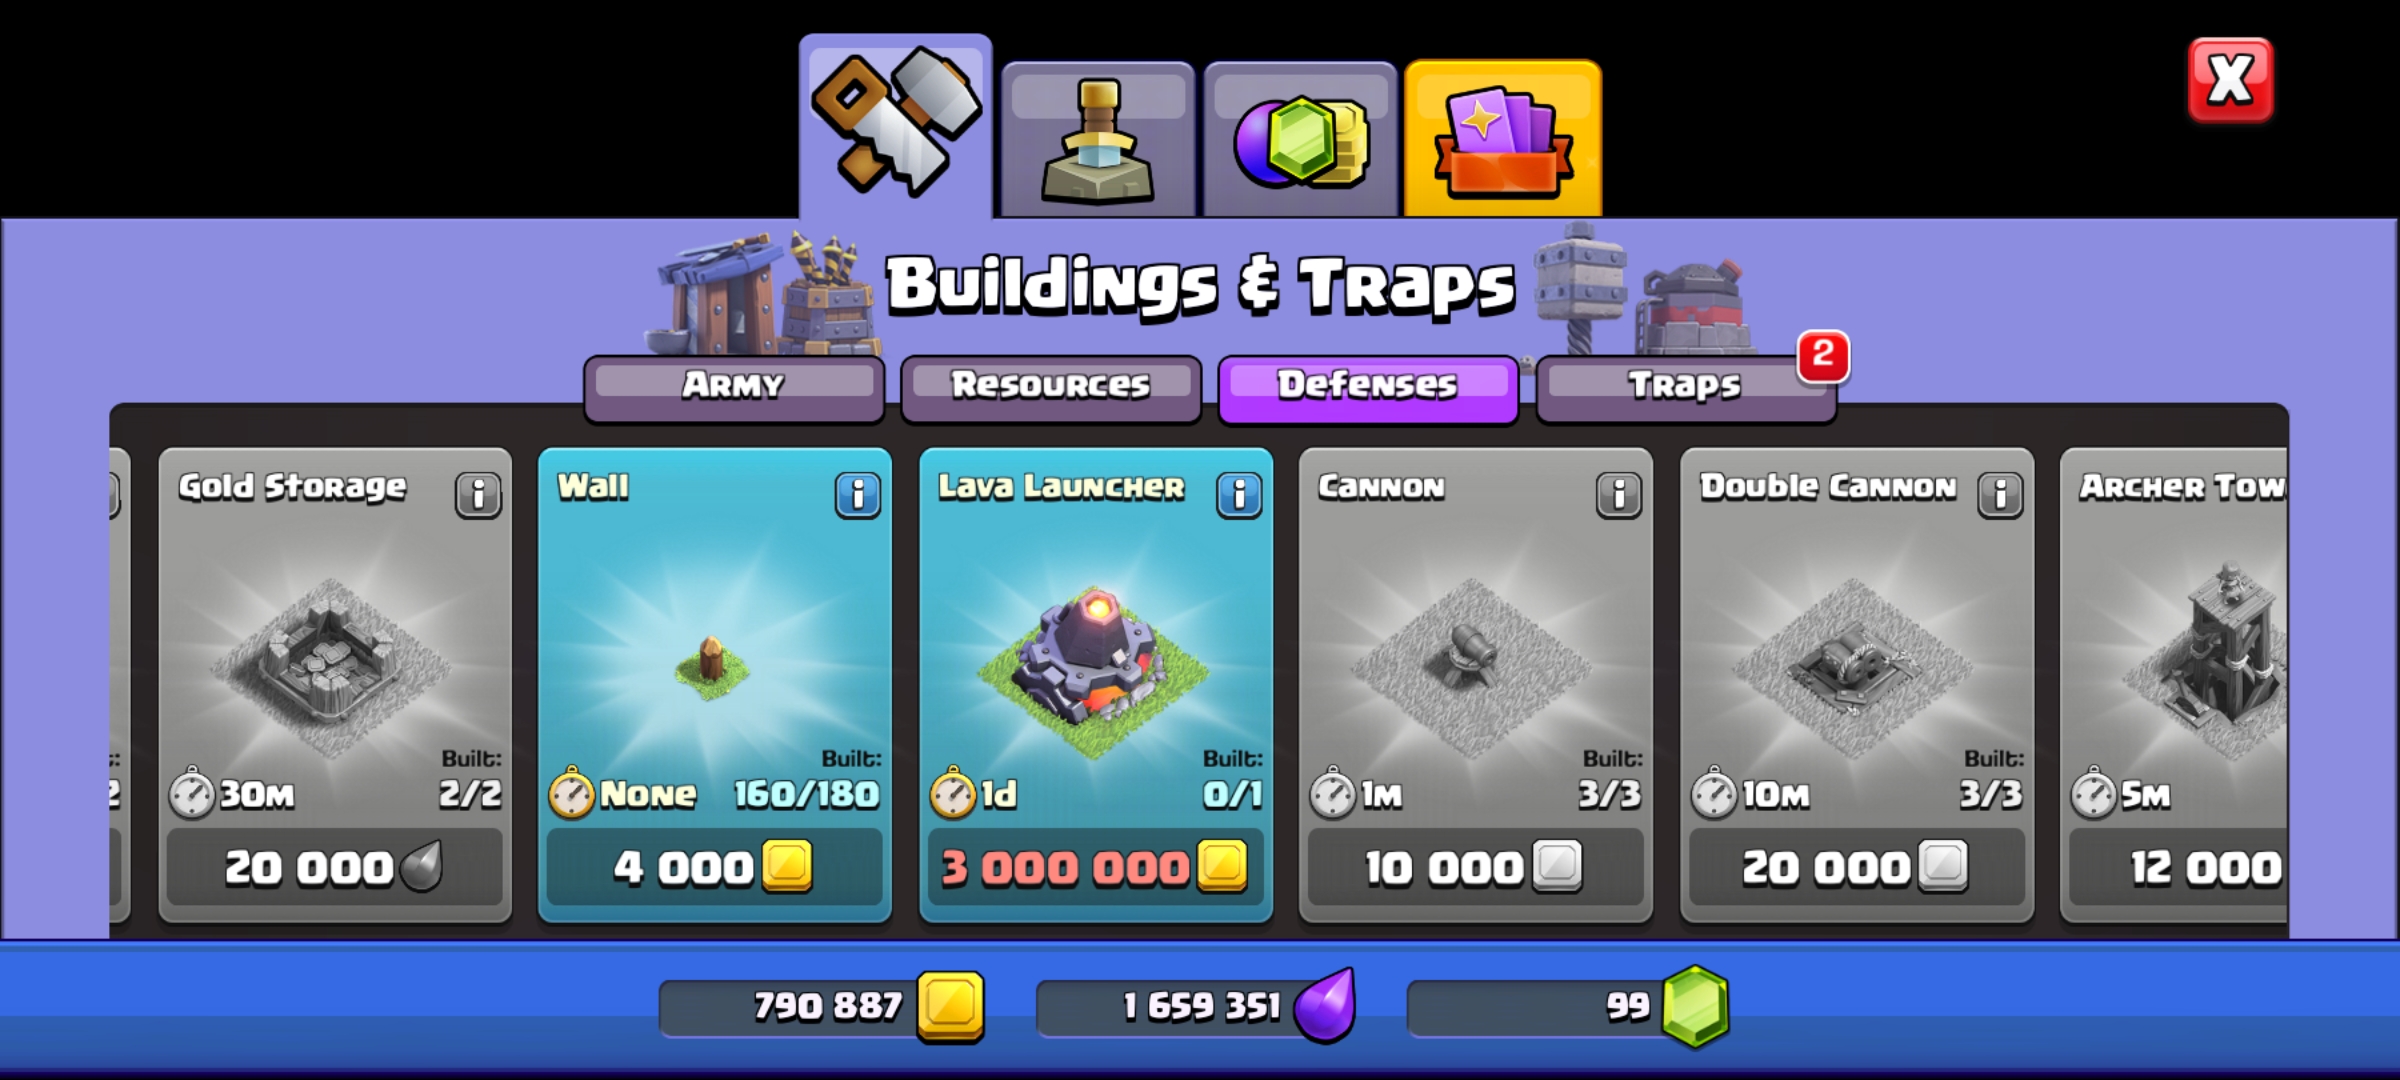 X
Buildings & Traps
Army
Resources
Defenses
Traps
2
Gold Storage
i
Built:
30m
2/2
20 000
Wall
i
Built:
None
160/180
4 000
Lava Launcher
i
Built:
1d
0/1
3 000 000
Cannon
i
Built:
1m
3/3
10 000
Double Cannon
i
Built:
10m
3/3
20 000
Archer
5m
12 000
790 887
1 659 351
99